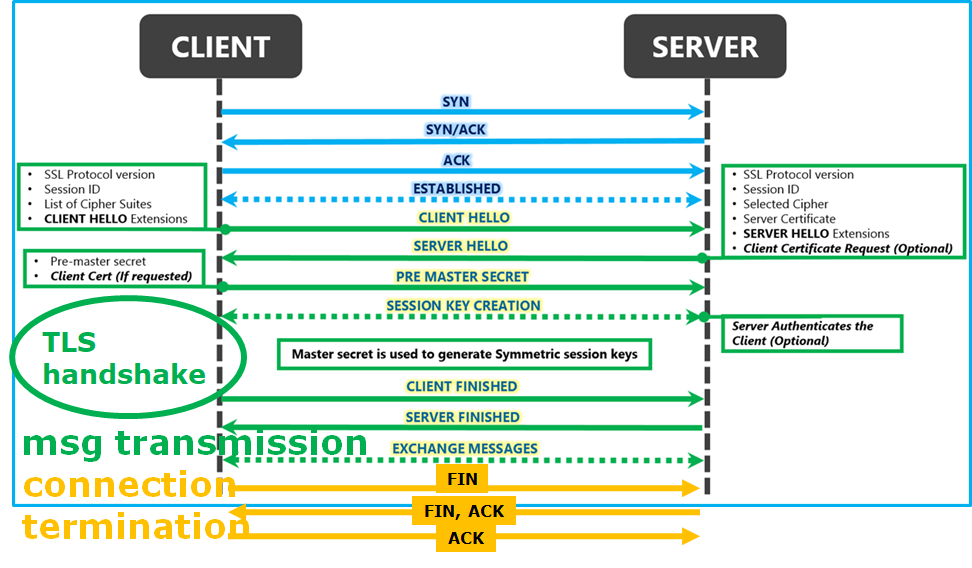 CLIENT
SERVER
SYN
SYN/ACK
ACK
• SSL Protocol version
• Session ID
• List of Cipher Suites
• CLIENT HELLO Extensions
• SSL Protocol version
• Session ID
• Selected Cipher
• Server Certificate
• SERVER HELLO Extensions
• Client Certificate Request (Optional)
ESTABLISHED
CLIENT HELLO
SERVER HELLO
• Pre-master secret
• Client Cert (If requested)
PRE MASTER SECRET
SESSION KEY CREATION
Server Authenticates the
Client (Optional)
TLS
handshake
Master secret is used to generate Symmetric session keys
CLIENT FINISHED
SERVER FINISHED
msg transmission
EXCHANGE MESSAGES
connection
termination
FIN
FIN, ACK
ACK